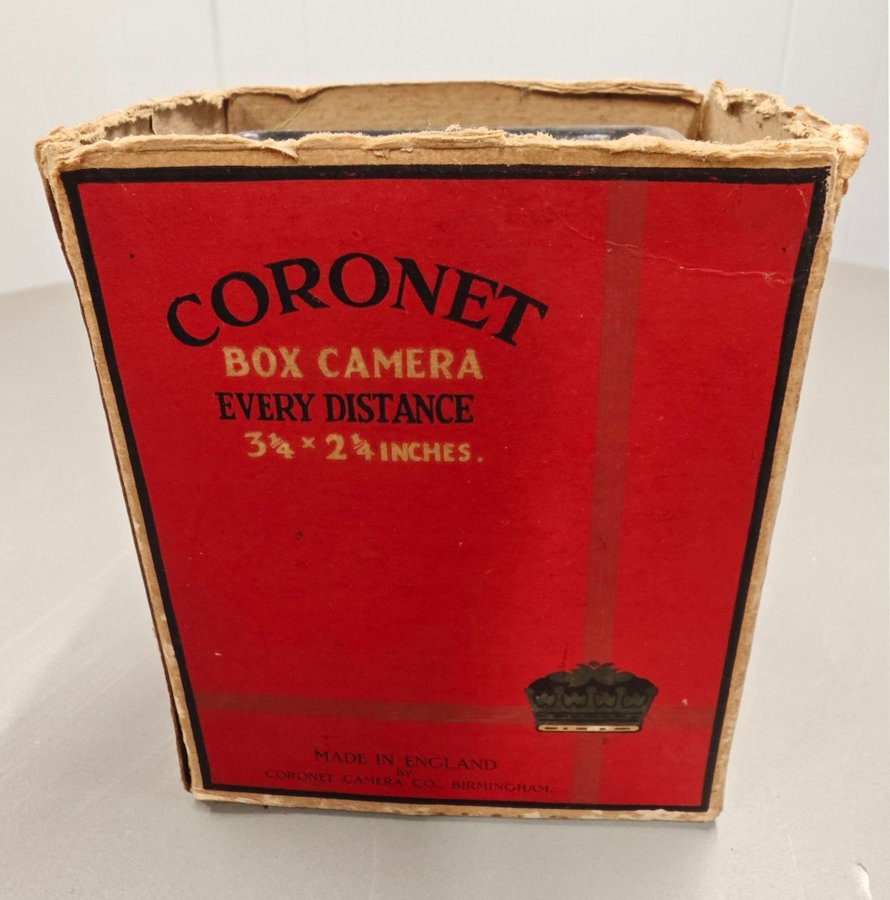 CORONET
BOX CAMERA
EVERY DISTANCE
3¼ × 2¼ INCHES.
MADE IN ENGLAND
BY
CORONET CAMERA CO., BIRMINGHAM.